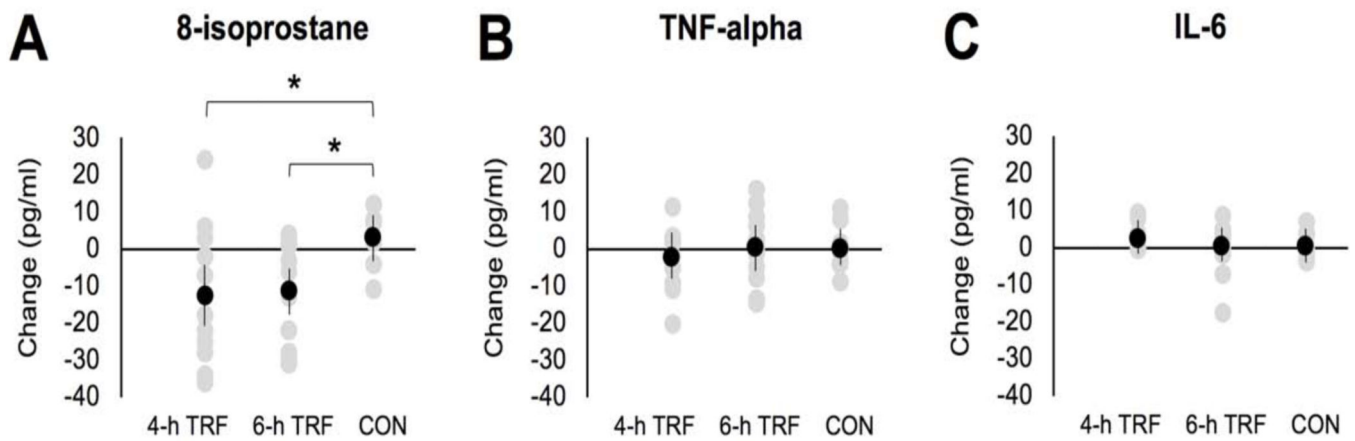 A 8-isoprostane
*
*
Change (pg/ml)
30
20
10
0
-10
-20
-30
-40
4-h TRF 6-h TRF CON
B TNF-alpha
Change (pg/ml)
30
20
10
0
-10
-20
-30
-40
4-h TRF 6-h TRF CON
C IL-6
Change (pg/ml)
30
20
10
0
-10
-20
-30
-40
4-h TRF 6-h TRF CON